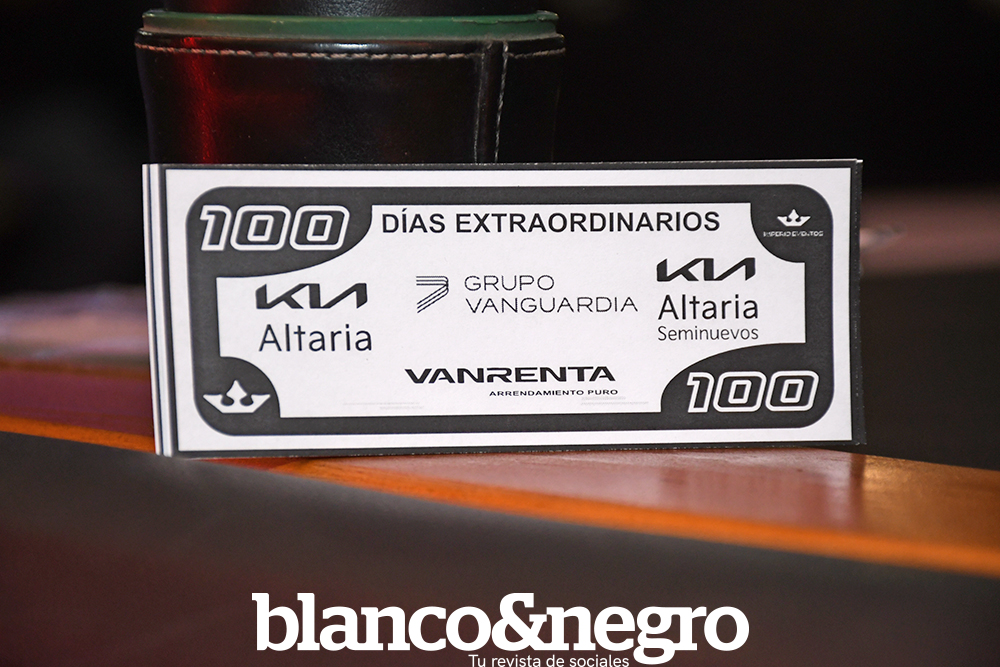 100 DÍAS EXTRAORDINARIOS
IMPERIO EVENTOS
KIA
Altaria
GRUPO
VANGUARDIA
KIA
Altaria
Seminuevos
VANRENTA
ARRENDAMIENTO PURO
100
blanco&negro
Tu revista de sociales